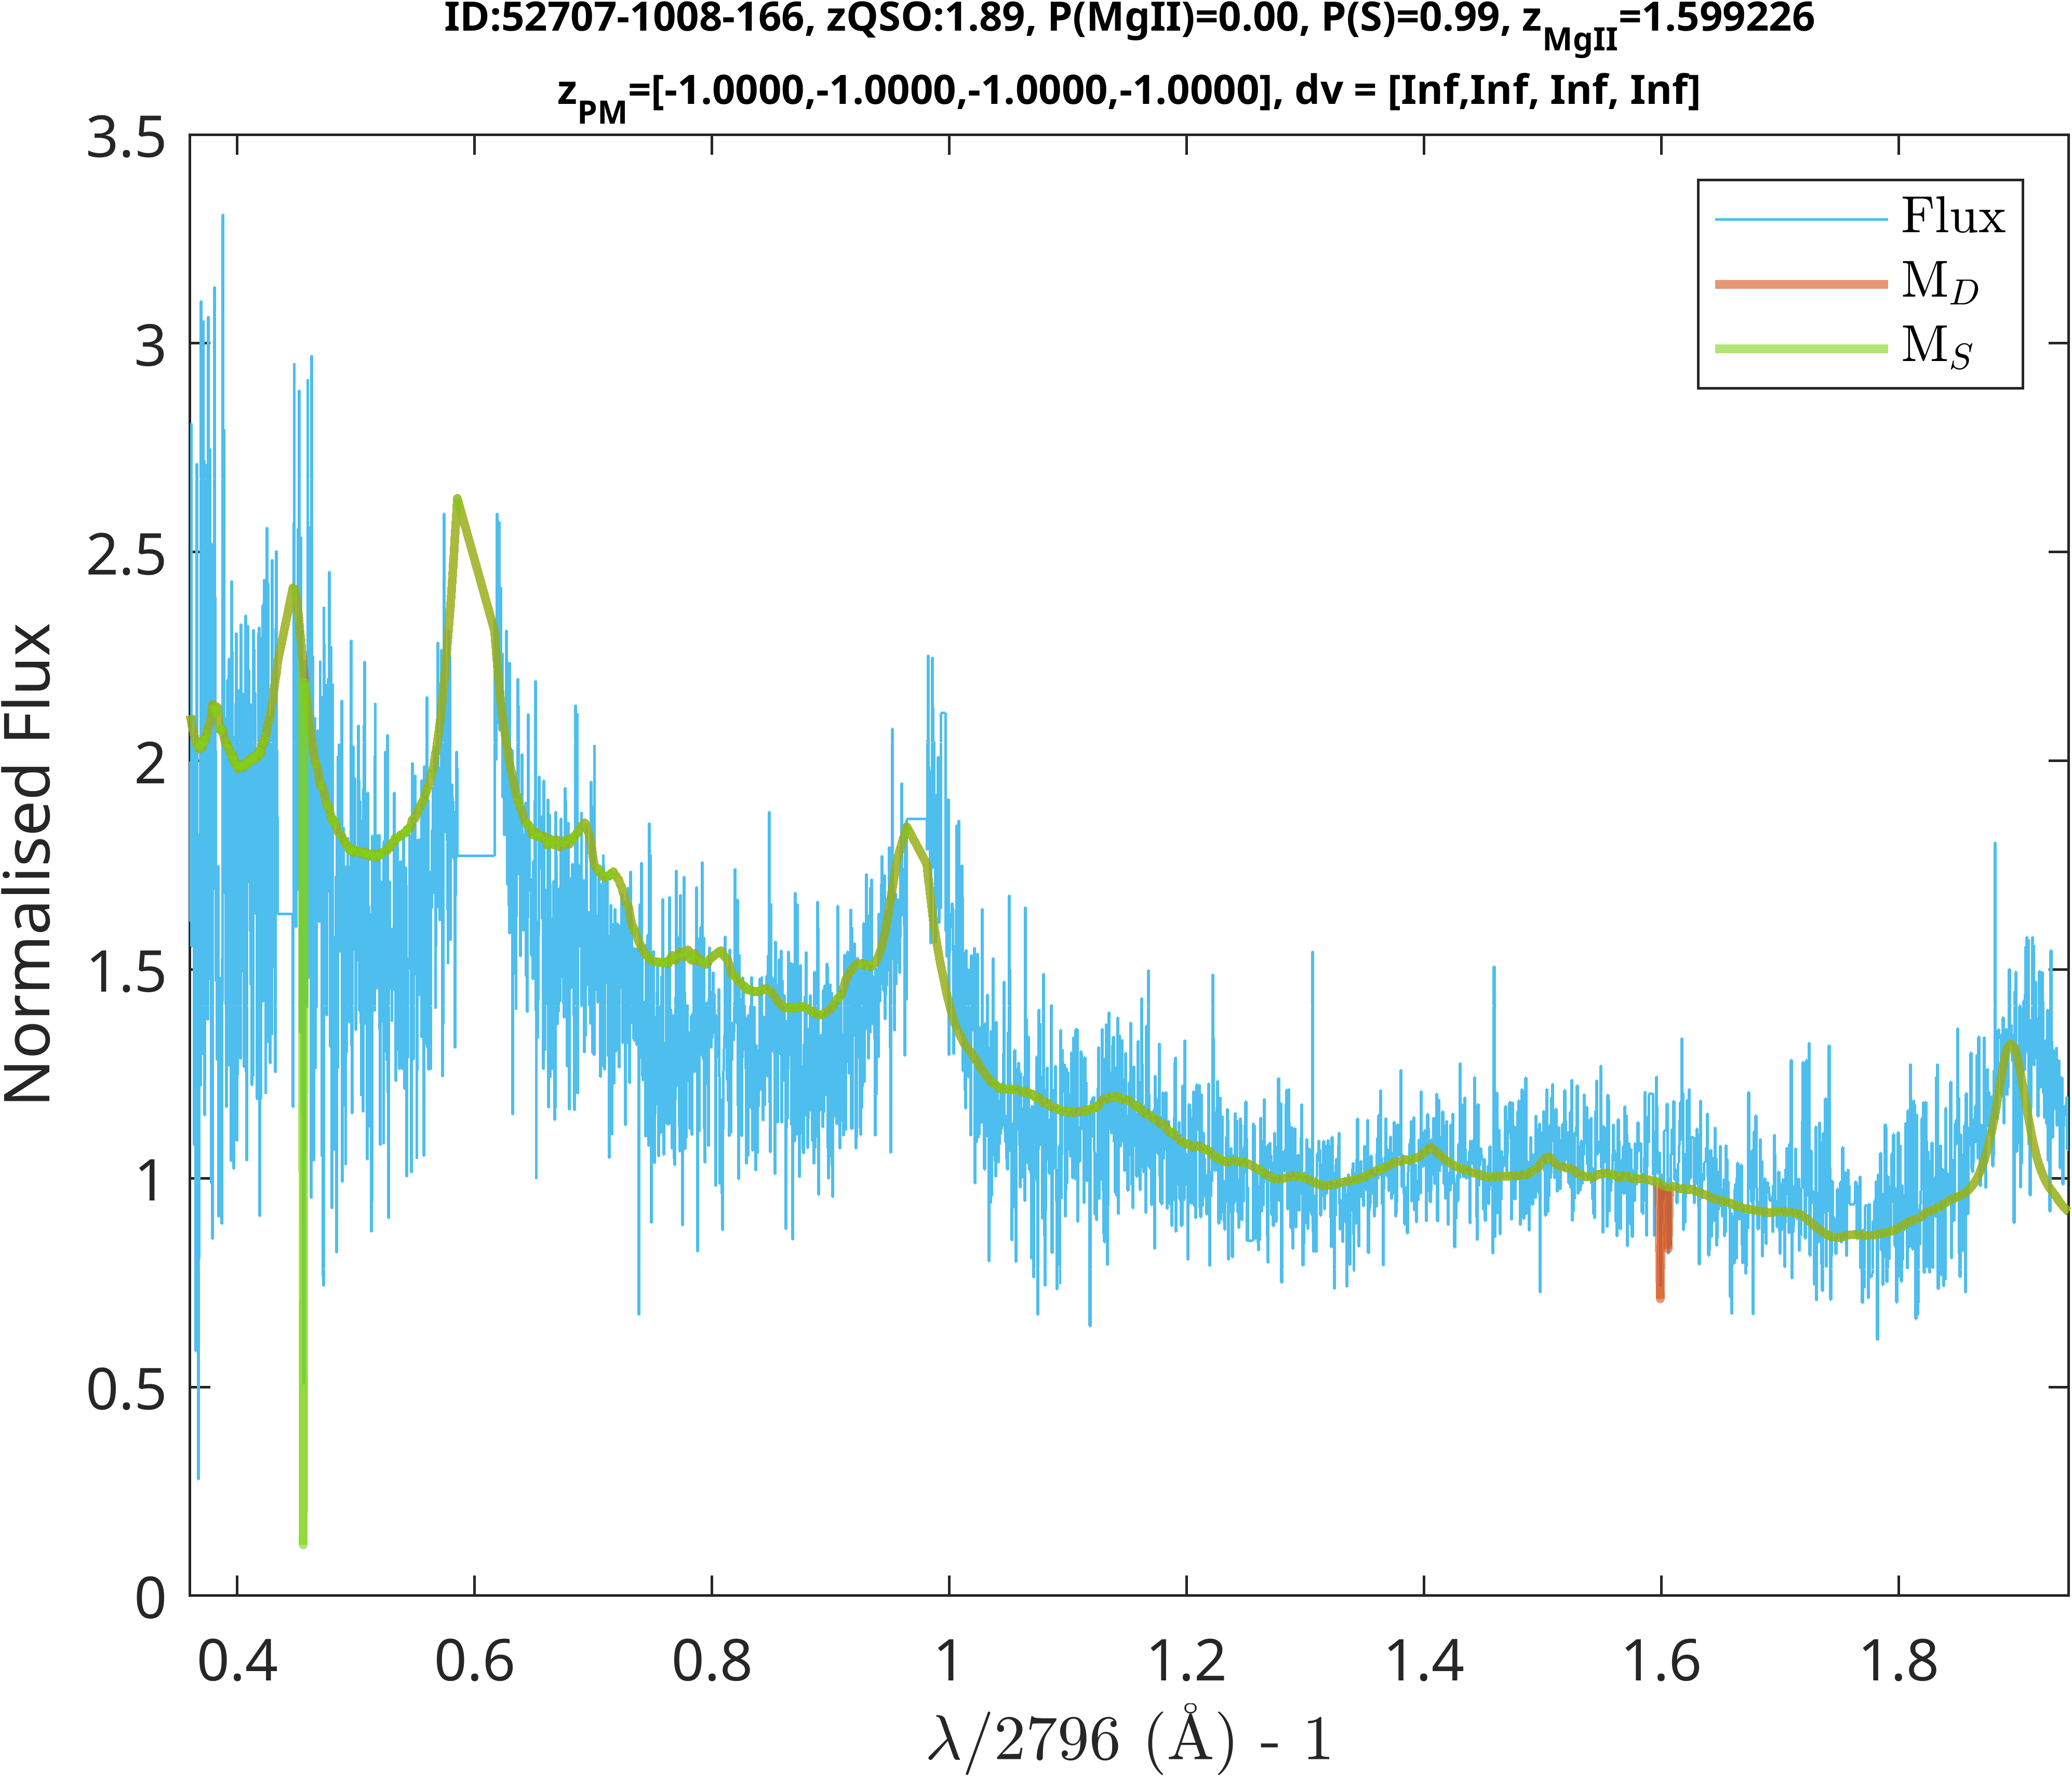 ID:52707-1008-166, zQSO:1.89, P(MgII)=0.00, P(S)=0.99, zMgII=1.599226
zPM=[-1.0000,-1.0000,-1.0000,-1.0000], dv = [Inf,Inf, Inf, Inf]
3.5
3
2.5
2
1.5
1
0.5
0
Normalised Flux
Flux
MD
MS
0.4
0.6
0.8
1
1.2
1.4
1.6
1.8
λ/2796 (Å) - 1